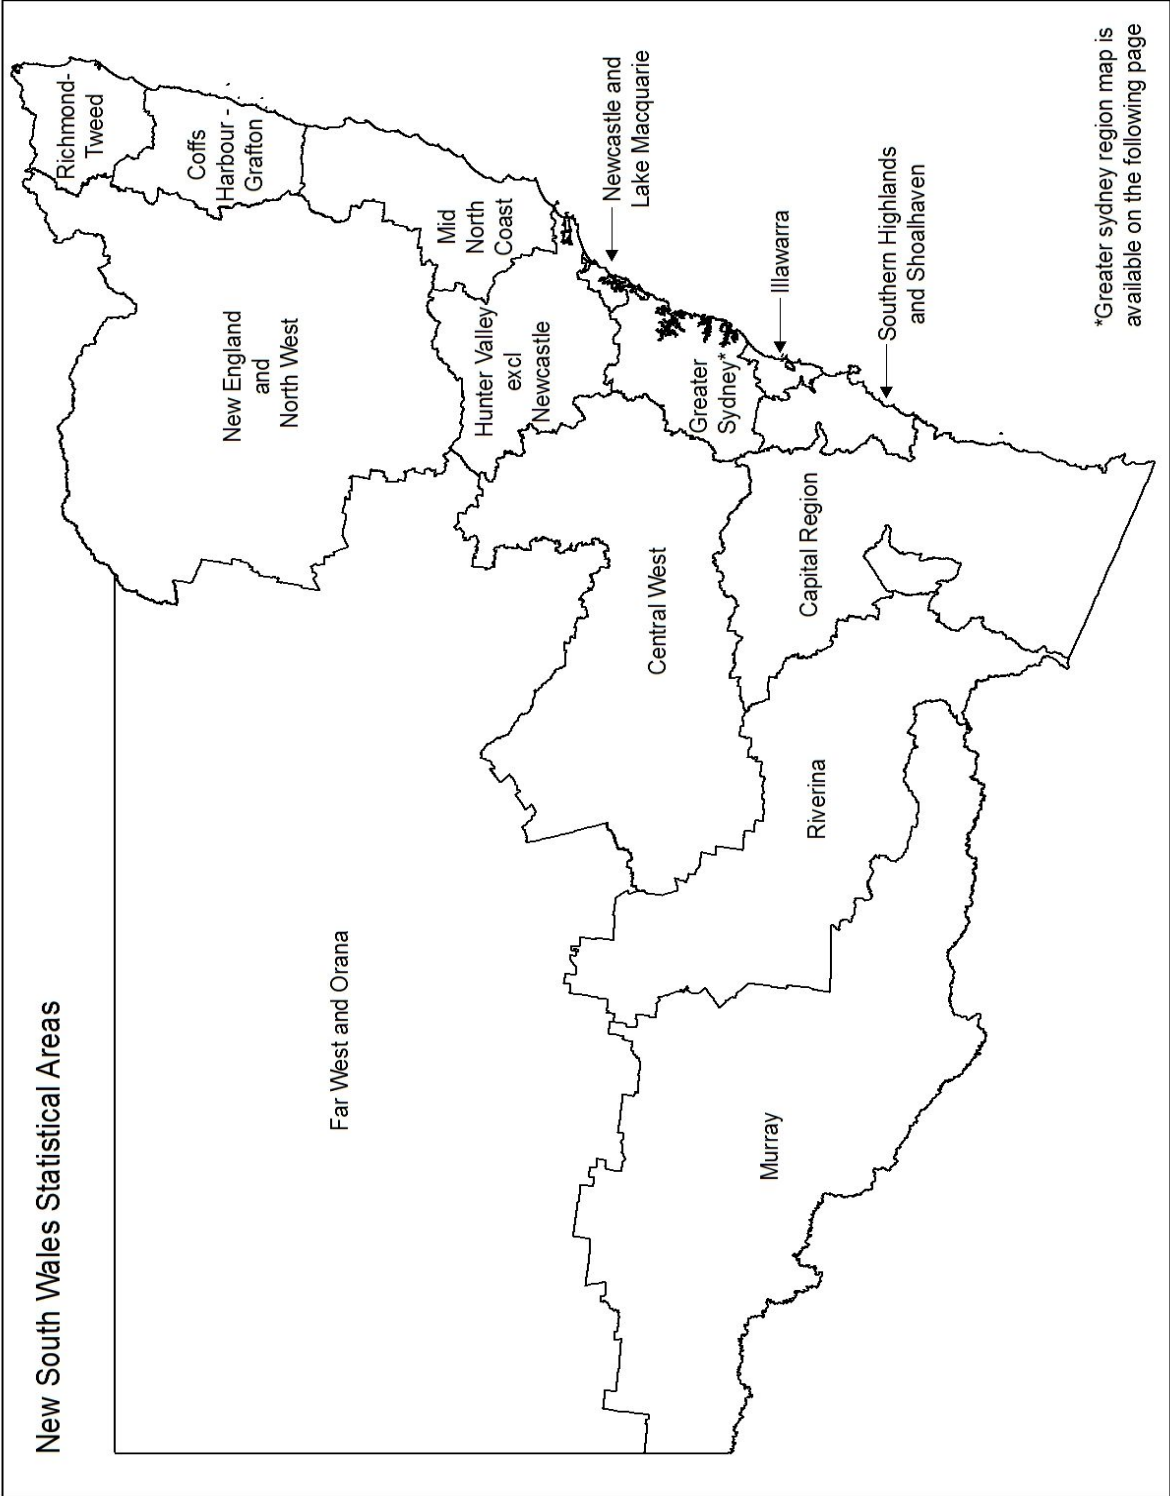 New South Wales Statistical Areas
Richmond-
Tweed
Coffs
Harbour -
Grafton
New England
and
North West
Mid
North
Coast
Hunter Valley
excl
Newcastle
Newcastle and
Lake Macquarie
Far West and Orana
Central West
Greater
Sydney*
Illawarra
Southern Highlands
and Shoalhaven
Capital Region
Riverina
Murray
*Greater sydney region map is
available on the following page